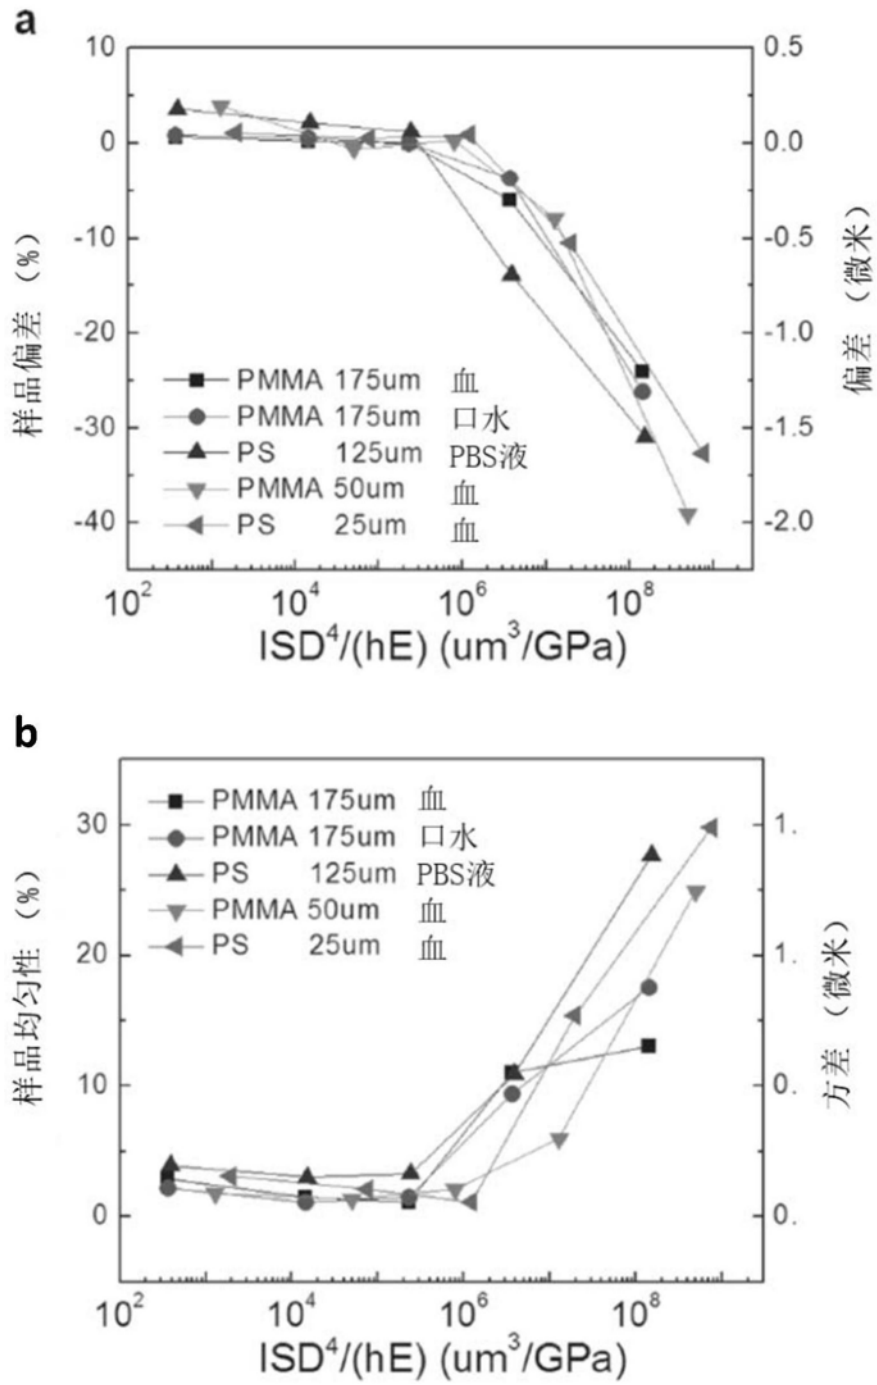 a
10 0.5
0 0.0
-10 -0.5
-20 -1.0
-30 -1.5
-40 -2.0
样品偏差 (%)
偏差 (微米)
PMMA 175um 血
PMMA 175um 口水
PS 125um PBS液
PMMA 50um 血
PS 25um 血
10² 10⁴ 10⁶ 10⁸
ISD⁴/(hE) (um³/GPa)
b
30 1.
20 1.
10 0.
0 0.
样品均匀性 (%)
方差 (微米)
PMMA 175um 血
PMMA 175um 口水
PS 125um PBS液
PMMA 50um 血
PS 25um 血
10² 10⁴ 10⁶ 10⁸
ISD⁴/(hE) (um³/GPa)